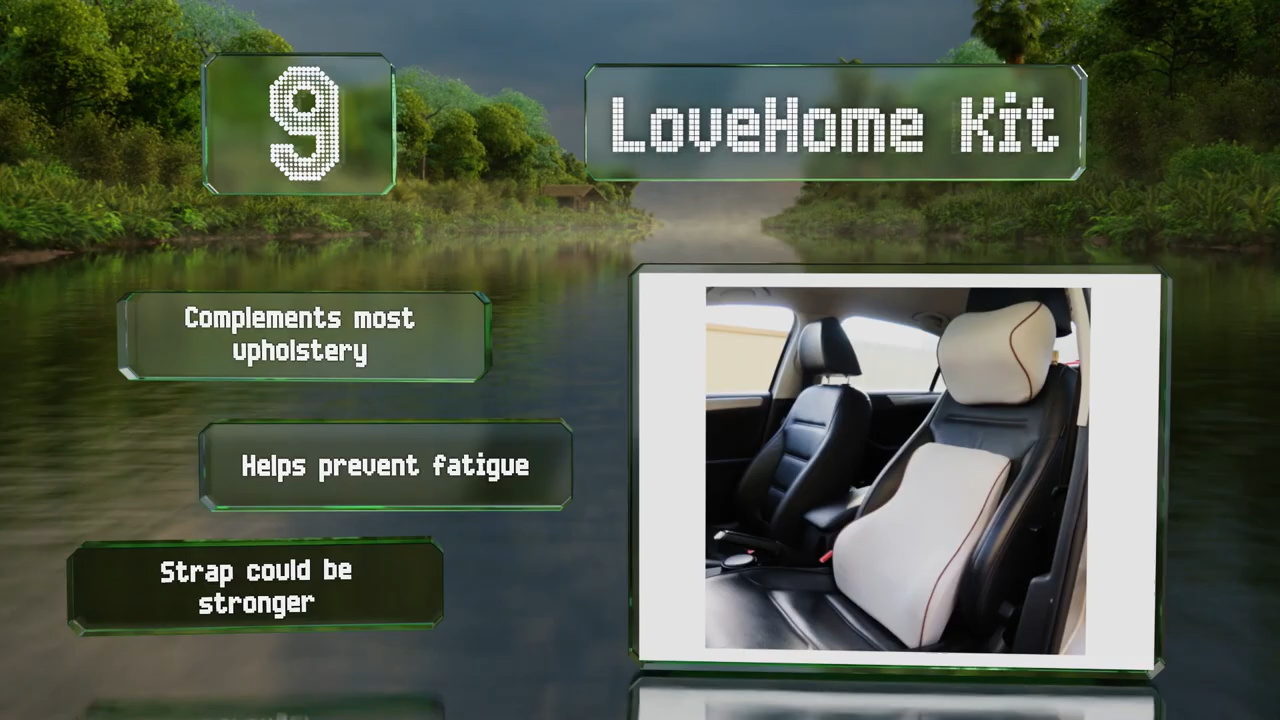 9
LoveHome Kit
Complements most
upholstery
Helps prevent fatigue
Strap could be
stronger